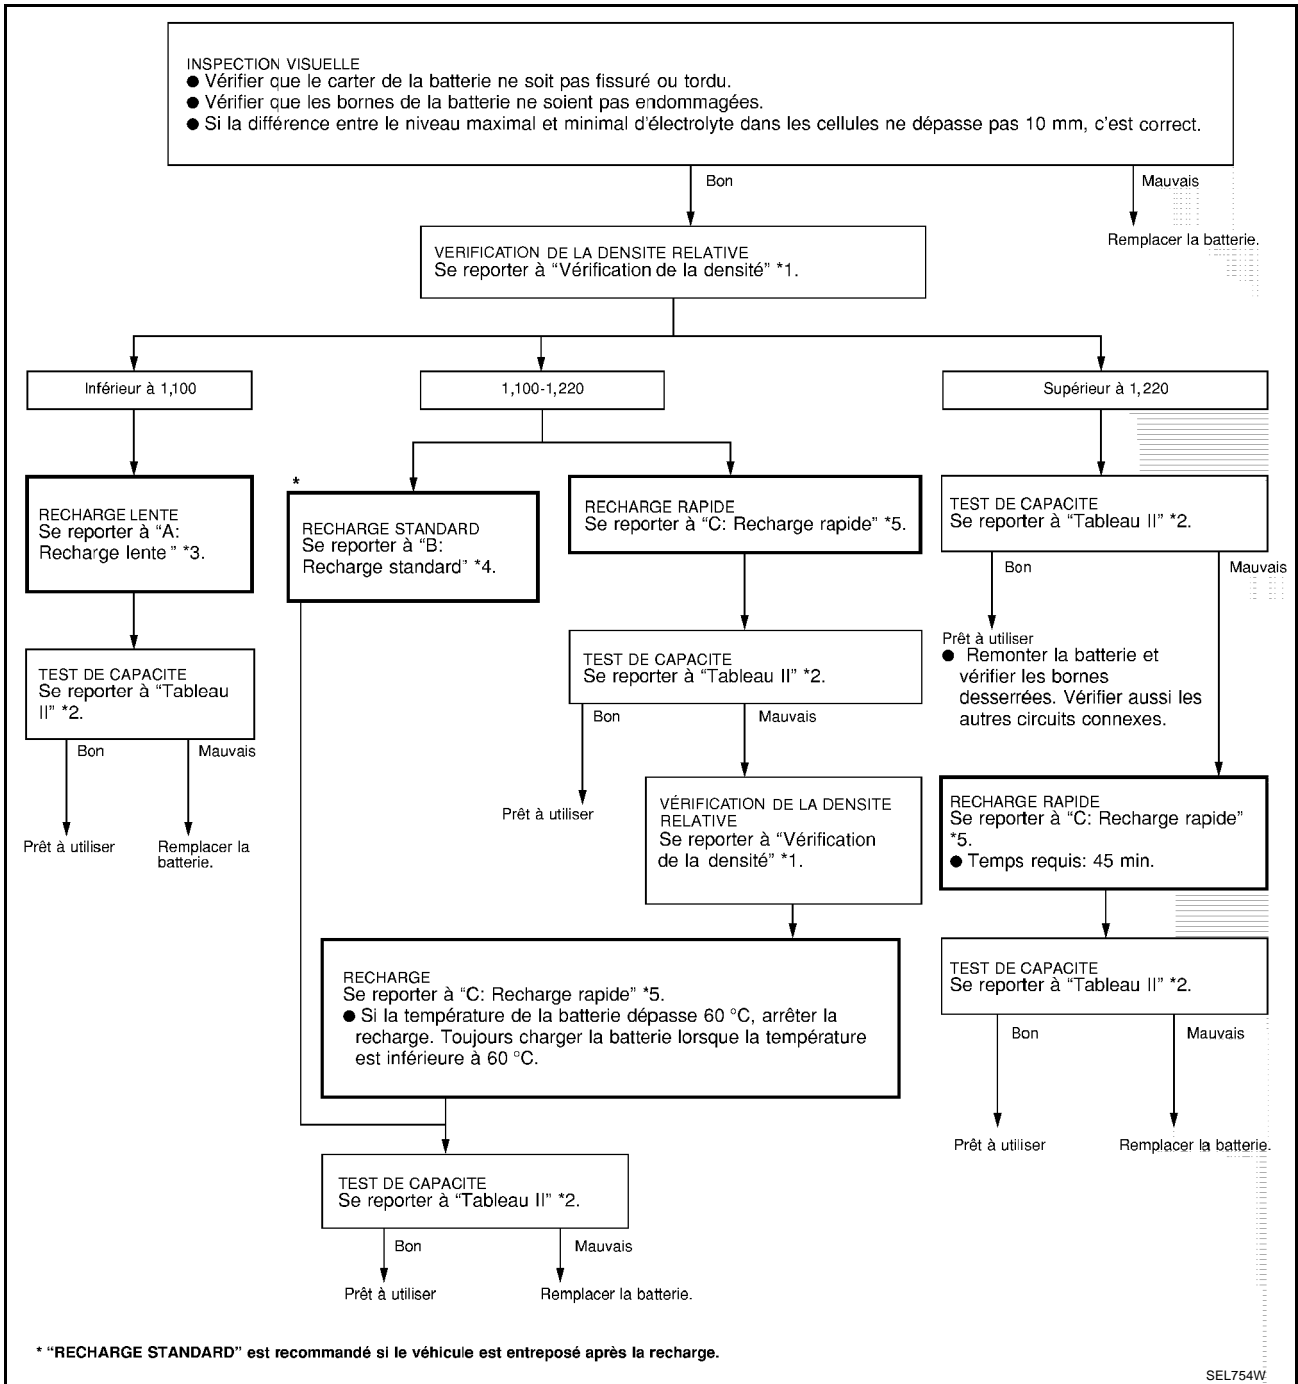 INSPECTION VISUELLE
● Vérifier que le carter de la batterie ne soit pas fissuré ou tordu.
● Vérifier que les bornes de la batterie ne soient pas endommagées.
● Si la différence entre le niveau maximal et minimal d'électrolyte dans les cellules ne dépasse pas 10 mm, c'est correct.
Bon
Mauvais
Remplacer la batterie.
VERIFICATION DE LA DENSITE RELATIVE
Se reporter à “Vérification de la densité” *1.
Inférieur à 1,100
1,100-1,220
Supérieur à 1,220
RECHARGE LENTE
Se reporter à “A:
Recharge lente” *3.
TEST DE CAPACITE
Se reporter à “Tableau
II” *2.
Bon
Mauvais
Prêt à utiliser
Remplacer la
batterie.
*
RECHARGE STANDARD
Se reporter à “B:
Recharge standard” *4.
RECHARGE RAPIDE
Se reporter à “C: Recharge rapide” *5.
TEST DE CAPACITE
Se reporter à “Tableau II” *2.
Bon
Mauvais
Prêt à utiliser
VÉRIFICATION DE LA DENSITE
RELATIVE
Se reporter à “Vérification
de la densité” *1.
RECHARGE
Se reporter à “C: Recharge rapide” *5.
● Si la température de la batterie dépasse 60 °C, arrêter la
recharge. Toujours charger la batterie lorsque la température
est inférieure à 60 °C.
TEST DE CAPACITE
Se reporter à “Tableau II” *2.
Bon
Mauvais
Prêt à utiliser
Remplacer la batterie.
TEST DE CAPACITE
Se reporter à “Tableau II” *2.
Bon
Mauvais
Prêt à utiliser
● Remonter la batterie et
vérifier les bornes
desserrées. Vérifier aussi les
autres circuits connexes.
RECHARGE RAPIDE
Se reporter à “C: Recharge rapide”
*5.
● Temps requis: 45 min.
TEST DE CAPACITE
Se reporter à “Tableau II” *2.
Bon
Mauvais
Prêt à utiliser
Remplacer la batterie.
* “RECHARGE STANDARD” est recommandé si le véhicule est entreposé après la recharge.
SEL754W